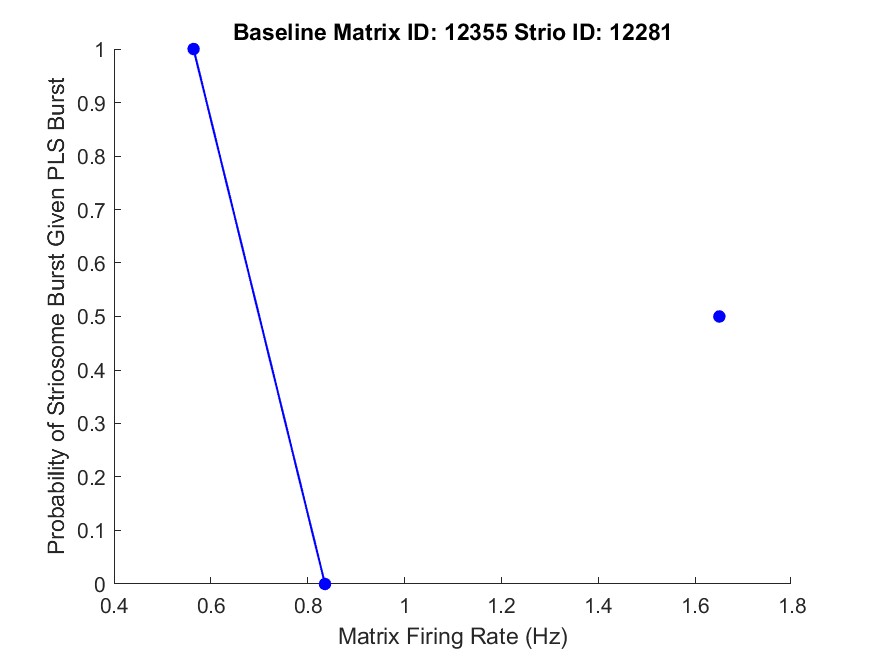 Baseline Matrix ID: 12355 Strio ID: 12281
Probability of Striosome Burst Given PLS Burst
1
0.9
0.8
0.7
0.6
0.5
0.4
0.3
0.2
0.1
0
0.4 0.6 0.8 1 1.2 1.4 1.6 1.8
Matrix Firing Rate (Hz)